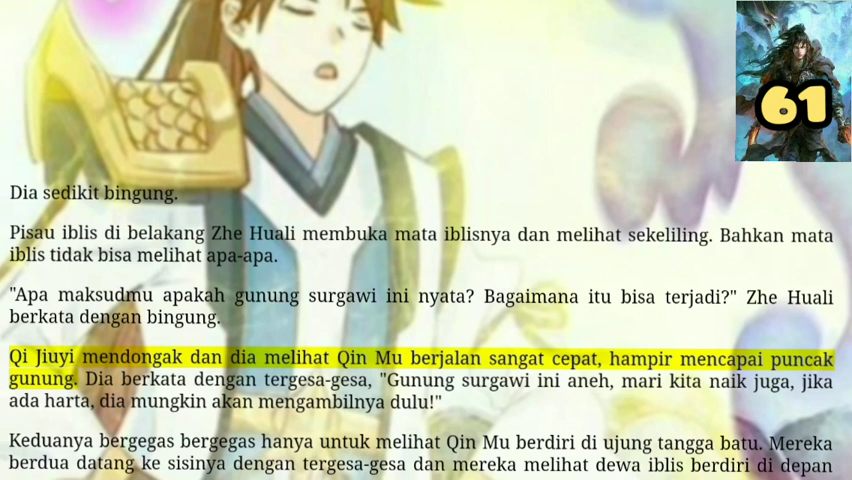 61
Dia sedikit bingung.
Pisau iblis di belakang Zhe Huali membuka mata iblisnya dan melihat sekeliling. Bahkan mata
iblis tidak bisa melihat apa-apa.
"Apa maksudmu apakah gunung surgawi ini nyata? Bagaimana itu bisa terjadi?" Zhe Huali
berkata dengan bingung.
Qi Jiuyi mendongak dan dia melihat Qin Mu berjalan sangat cepat, hampir mencapai puncak
gunung. Dia berkata dengan tergesa-gesa, "Gunung surgawi ini aneh, mari kita naik juga, jika
ada harta, dia mungkin akan mengambilnya dulu!"
Keduanya bergegas bergegas hanya untuk melihat Qin Mu berdiri di ujung tangga batu. Mereka
berdua datang ke sisinya dengan tergesa-gesa dan mereka melihat dewa iblis berdiri di depan